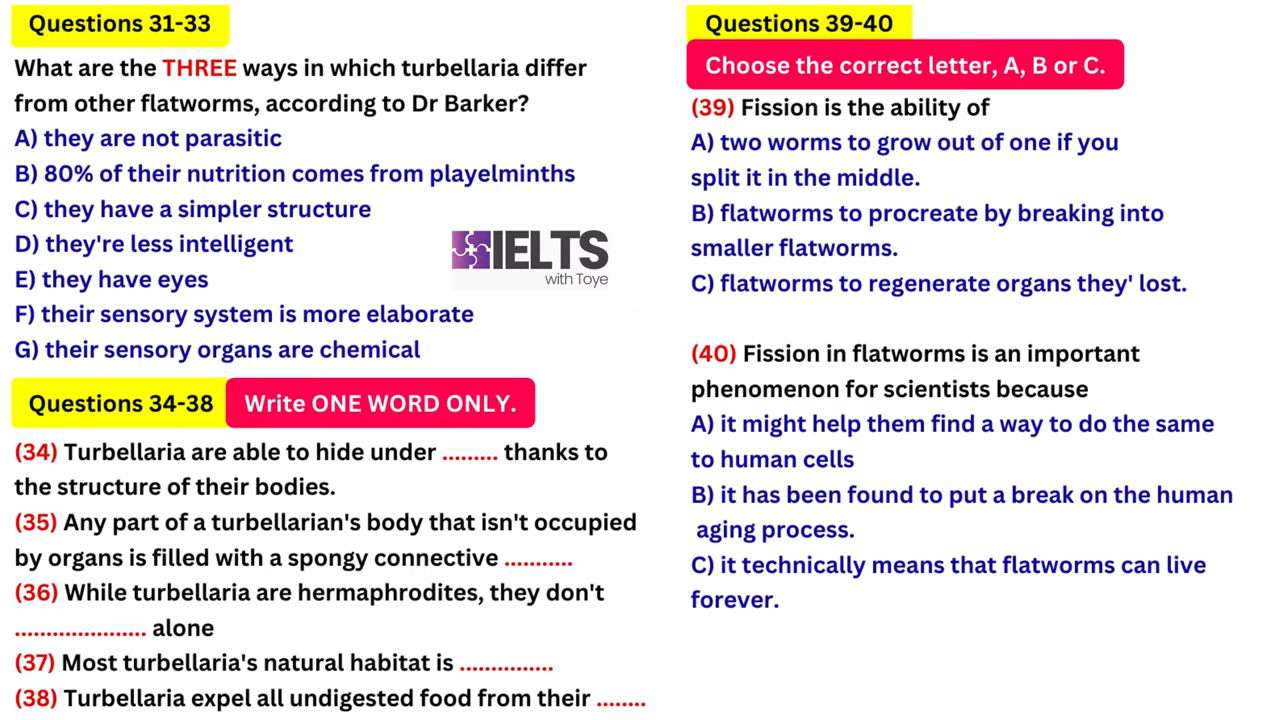 Questions 31-33
What are the THREE ways in which turbellaria differ
from other flatworms, according to Dr Barker?
A) they are not parasitic
B) 80% of their nutrition comes from playelminths
C) they have a simpler structure
D) they're less intelligent
E) they have eyes
F) their sensory system is more elaborate
G) their sensory organs are chemical
IELTS
with Toye
Questions 34-38
Write ONE WORD ONLY.
(34) Turbellaria are able to hide under ......... thanks to
the structure of their bodies.
(35) Any part of a turbellarian's body that isn't occupied
by organs is filled with a spongy connective ...........
(36) While turbellaria are hermaphrodites, they don't
..................... alone
(37) Most turbellaria's natural habitat is ...............
(38) Turbellaria expel all undigested food from their ........
Questions 39-40
Choose the correct letter, A, B or C.
(39) Fission is the ability of
A) two worms to grow out of one if you
split it in the middle.
B) flatworms to procreate by breaking into
smaller flatworms.
C) flatworms to regenerate organs they' lost.
(40) Fission in flatworms is an important
phenomenon for scientists because
A) it might help them find a way to do the same
to human cells
B) it has been found to put a break on the human
aging process.
C) it technically means that flatworms can live
forever.